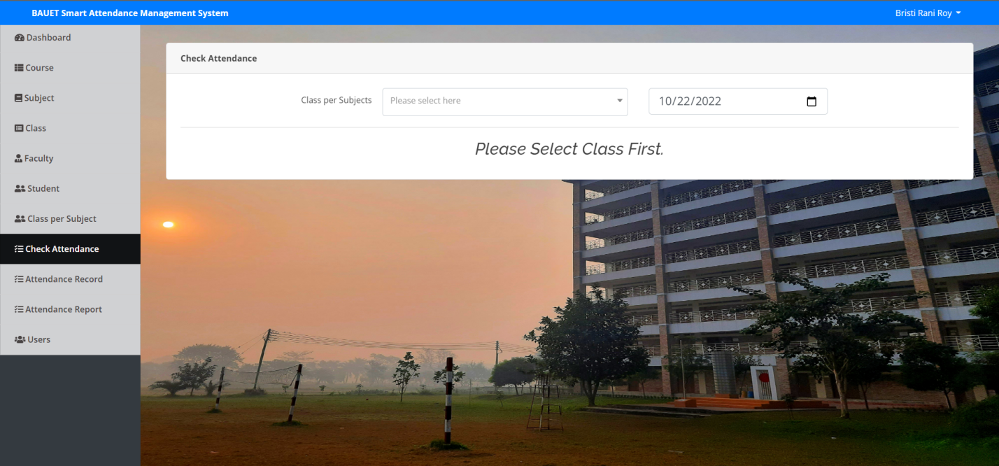 BAUET Smart Attendance Management System
Bristi Rani Roy
Dashboard
Course
Subject
Class
Faculty
Student
Class per Subject
Check Attendance
Attendance Record
Attendance Report
Users
Check Attendance
Class per Subjects
Please select here
10/22/2022
Please Select Class First.